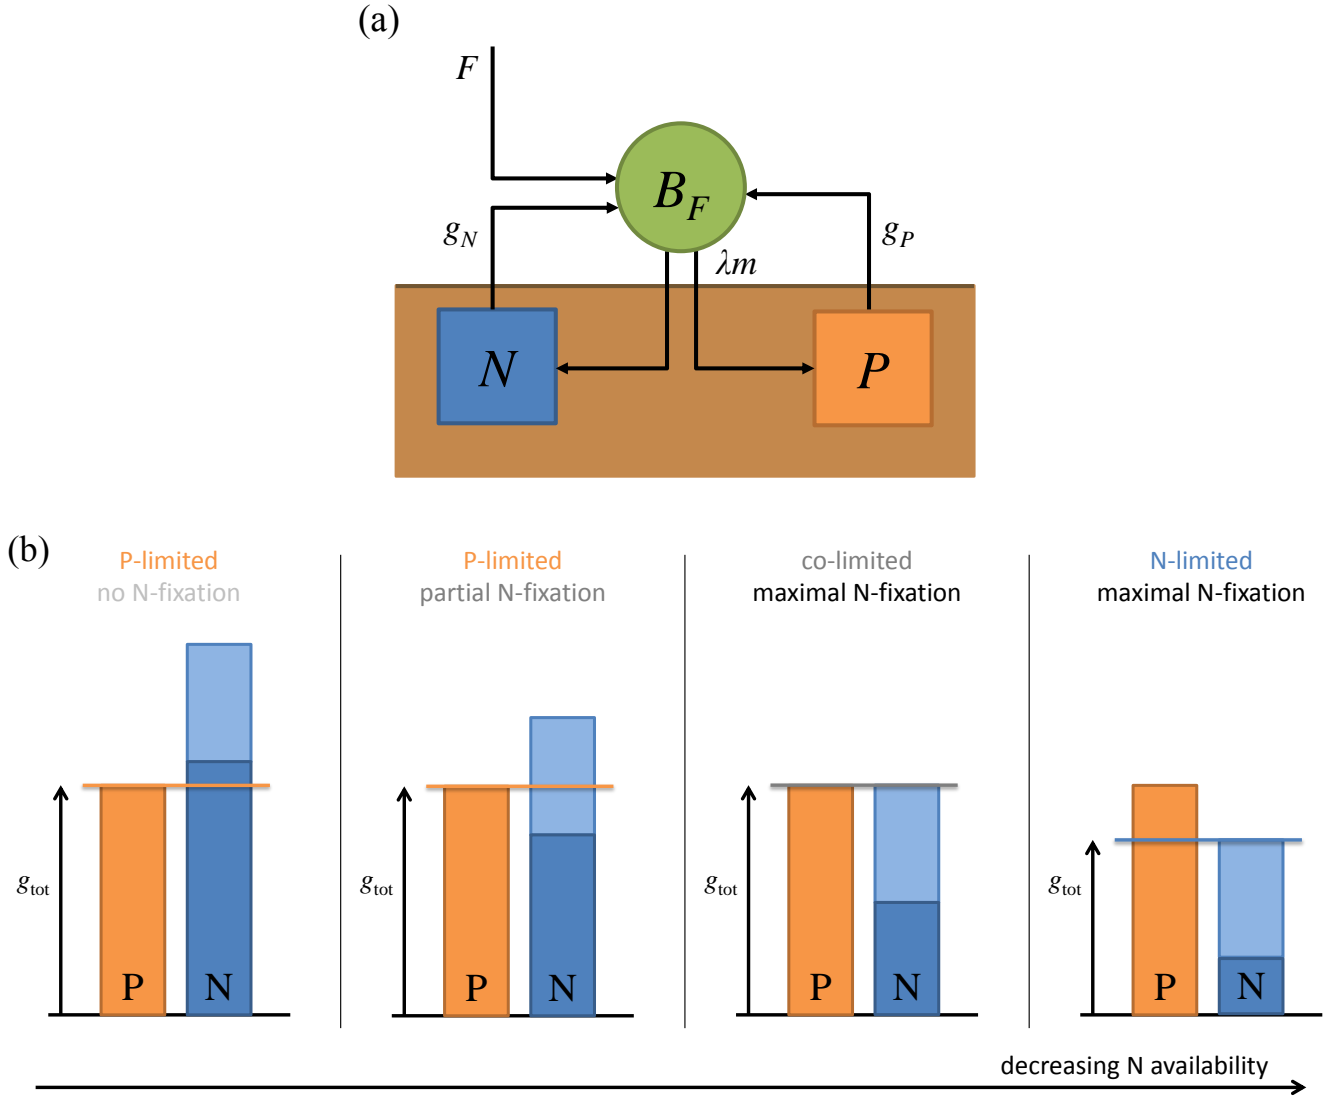 (a)
F
B_F
g_N
g_P
λm
N
P
(b)
P-limited
no N-fixation
P-limited
partial N-fixation
co-limited
maximal N-fixation
N-limited
maximal N-fixation
g_tot
P
N
g_tot
P
N
g_tot
P
N
g_tot
P
N
decreasing N availability